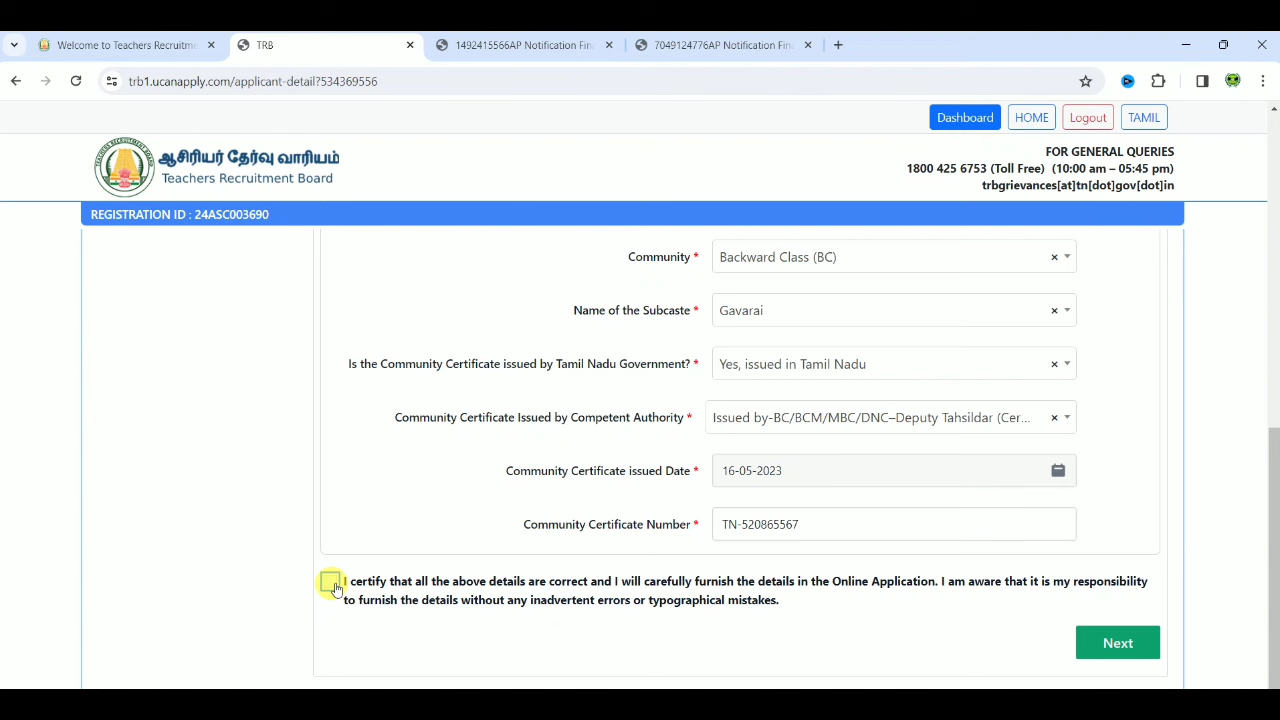 Welcome to Teachers Recruitm
TRB
1492415566AP Notification Fin
7049124776AP Notification Fin
trb1.ucanapply.com/applicant-detail?534369556
Dashboard
HOME
Logout
TAMIL
ஆசிரியர் தேர்வு வாரியம்
Teachers Recruitment Board
FOR GENERAL QUERIES
1800 425 6753 (Toll Free) (10:00 am – 05:45 pm)
trbgrievances[at]tn[dot]gov[dot]in
REGISTRATION ID : 24ASC003690
Community * Backward Class (BC)
Name of the Subcaste * Gavarai
Is the Community Certificate issued by Tamil Nadu Government? * Yes, issued in Tamil Nadu
Community Certificate Issued by Competent Authority * Issued by-BC/BCM/MBC/DNC–Deputy Tahsildar (Cer...
Community Certificate issued Date * 16-05-2023
Community Certificate Number * TN-520865567
I certify that all the above details are correct and I will carefully furnish the details in the Online Application. I am aware that it is my responsibility
to furnish the details without any inadvertent errors or typographical mistakes.
Next